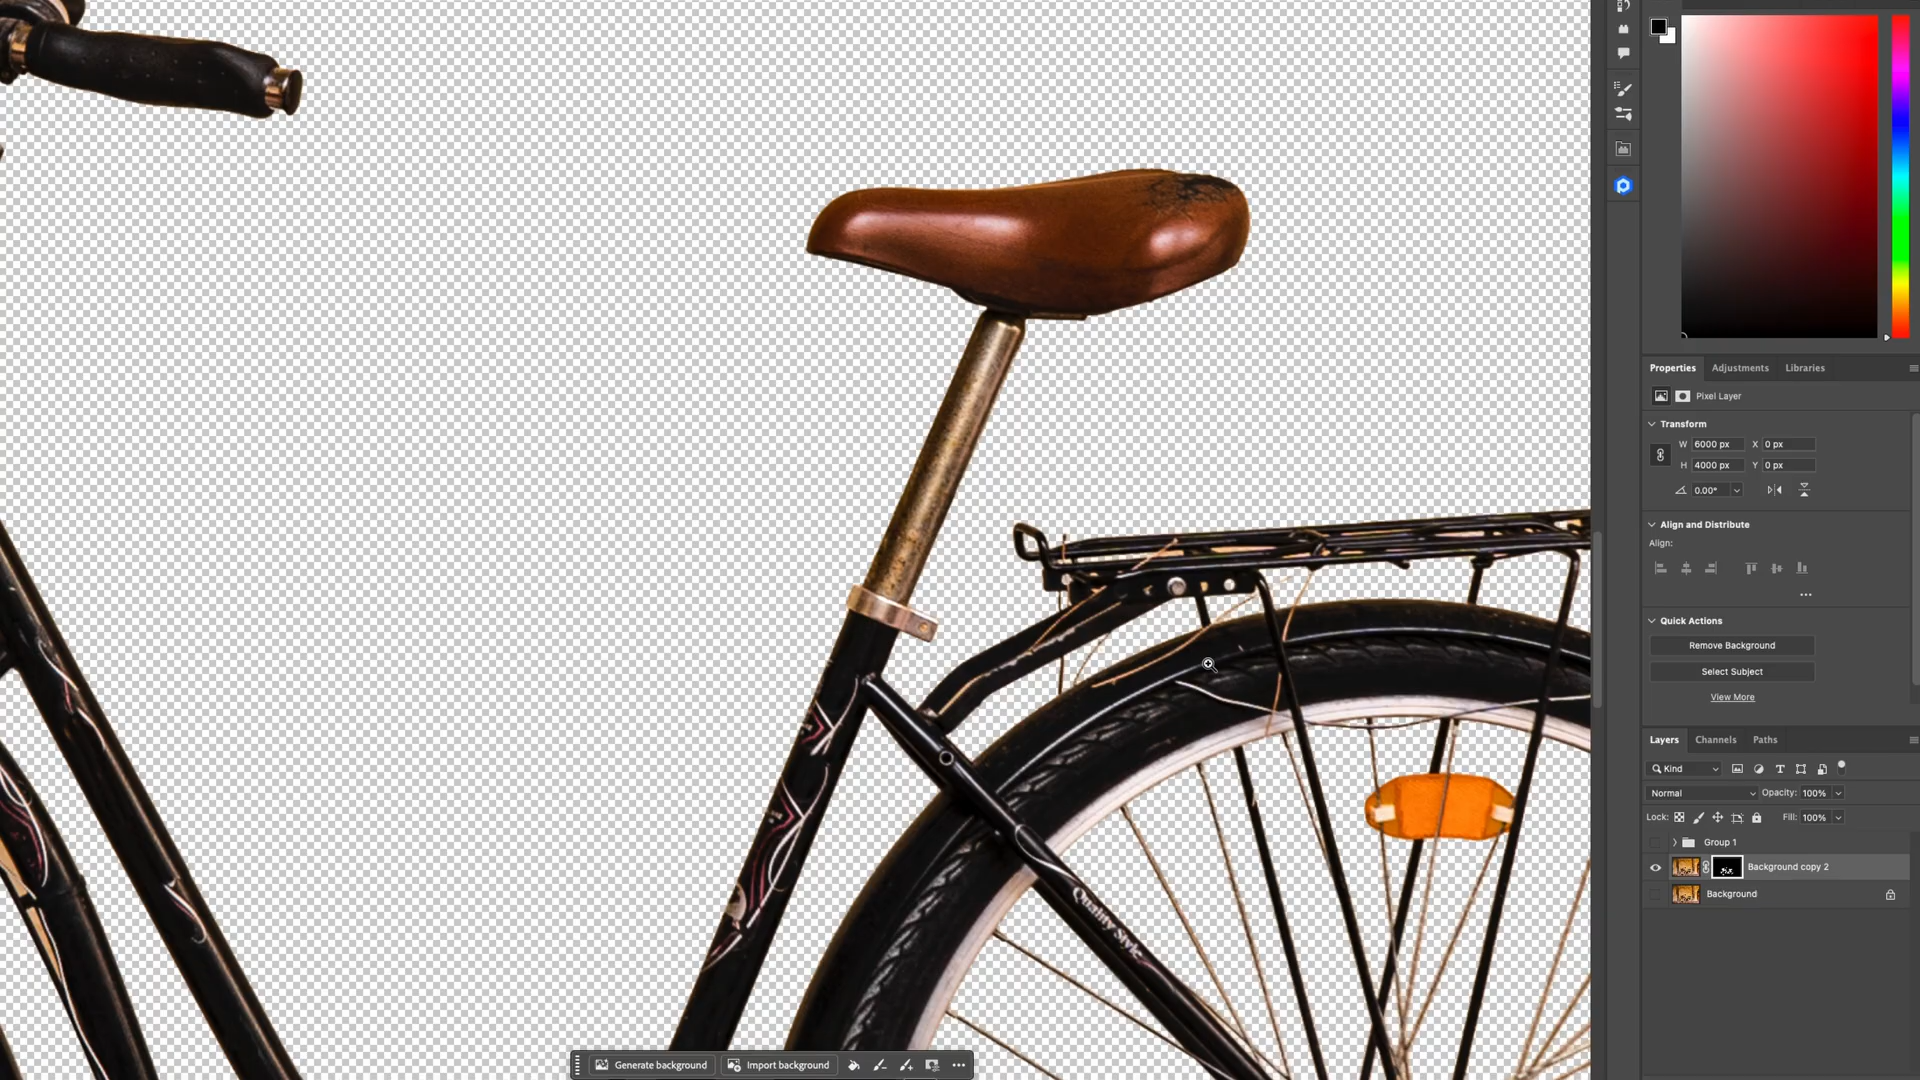 Properties
Adjustments
Libraries
Pixel Layer
Transform
W 6000 px X 0 px
H 4000 px Y 0 px
0.00°
Align and Distribute
Align:
Quick Actions
Remove Background
Select Subject
View More
Layers
Channels
Paths
Kind
Normal
Opacity: 100%
Lock:
Fill: 100%
Group 1
Background copy 2
Background
Quality Style
Generate background
Import background